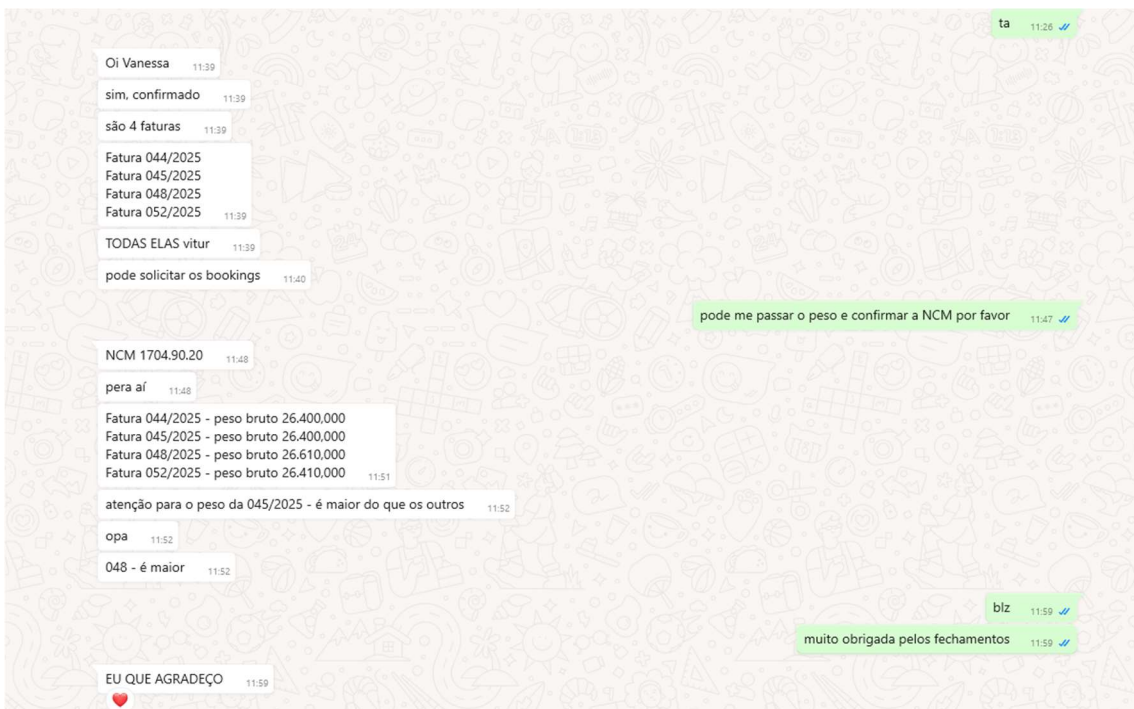 ta 11:26
Oi Vanessa 11:39
sim, confirmado 11:39
são 4 faturas 11:39
Fatura 044/2025
Fatura 045/2025
Fatura 048/2025
Fatura 052/2025 11:39
TODAS ELAS vitur 11:39
pode solicitar os bookings 11:40
pode me passar o peso e confirmar a NCM por favor 11:47
NCM 1704.90.20 11:48
pera aí 11:48
Fatura 044/2025 - peso bruto 26.400,000
Fatura 045/2025 - peso bruto 26.400,000
Fatura 048/2025 - peso bruto 26.610,000
Fatura 052/2025 - peso bruto 26.410,000 11:51
atenção para o peso da 045/2025 - é maior do que os outros 11:52
opa 11:52
048 - é maior 11:52
blz 11:59
muito obrigada pelos fechamentos 11:59
EU QUE AGRADEÇO 11:59